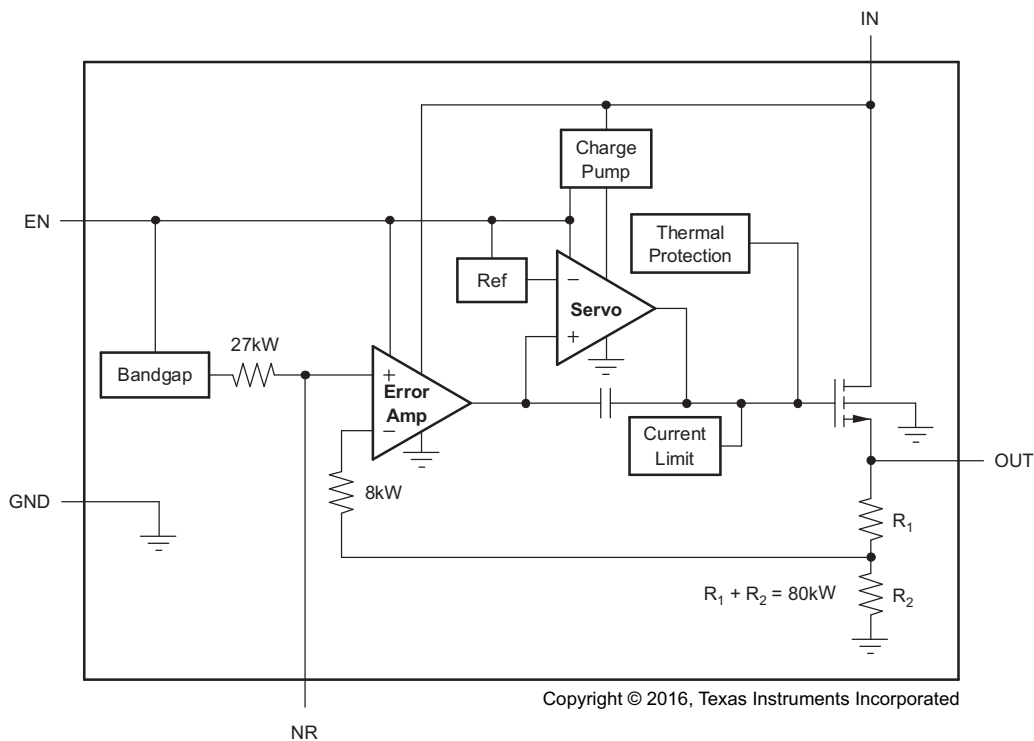 IN
Charge
Pump
EN
Thermal
Protection
Ref
−
Servo
+
27kW
Bandgap
+
Error
Amp
−
Current
Limit
OUT
8kW
GND
R1
R1 + R2 = 80kW
R2
Copyright © 2016, Texas Instruments Incorporated
NR